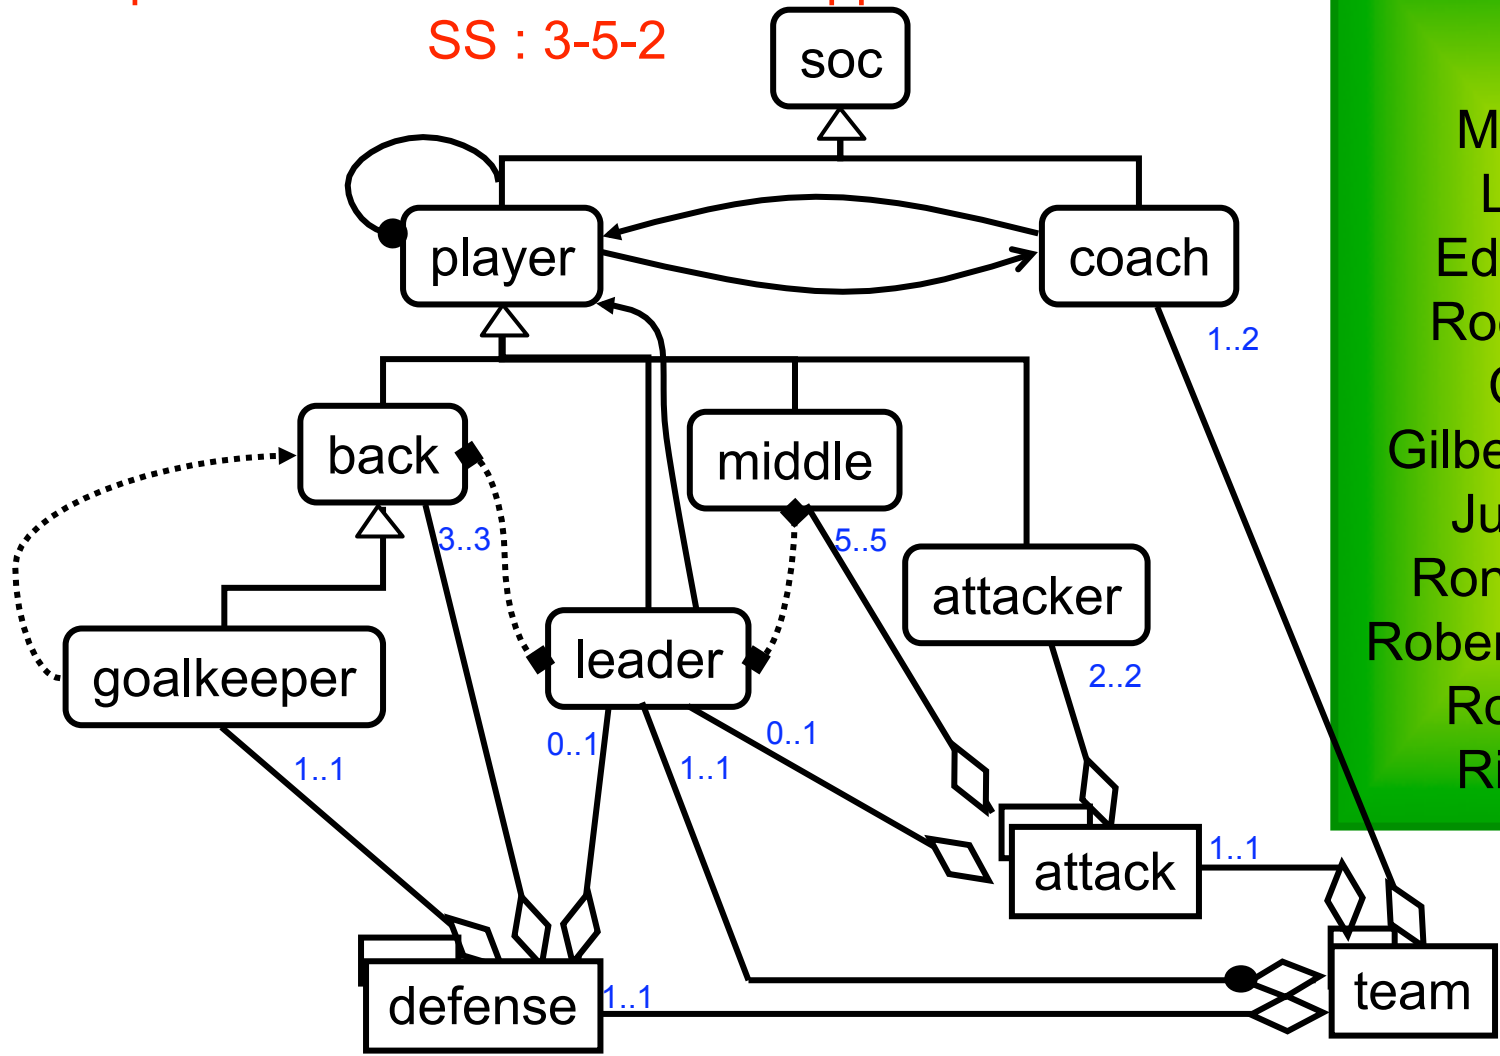 SS : 3-5-2
soc
player
coach
1..2
back
middle
3..3
5..5
attacker
goalkeeper
leader
2..2
0..1
0..1
1..1
1..1
attack
1..1
defense
1..1
team
Gilbe
Ju
Ron
Rober
Ro
Ri
Ed
M
L